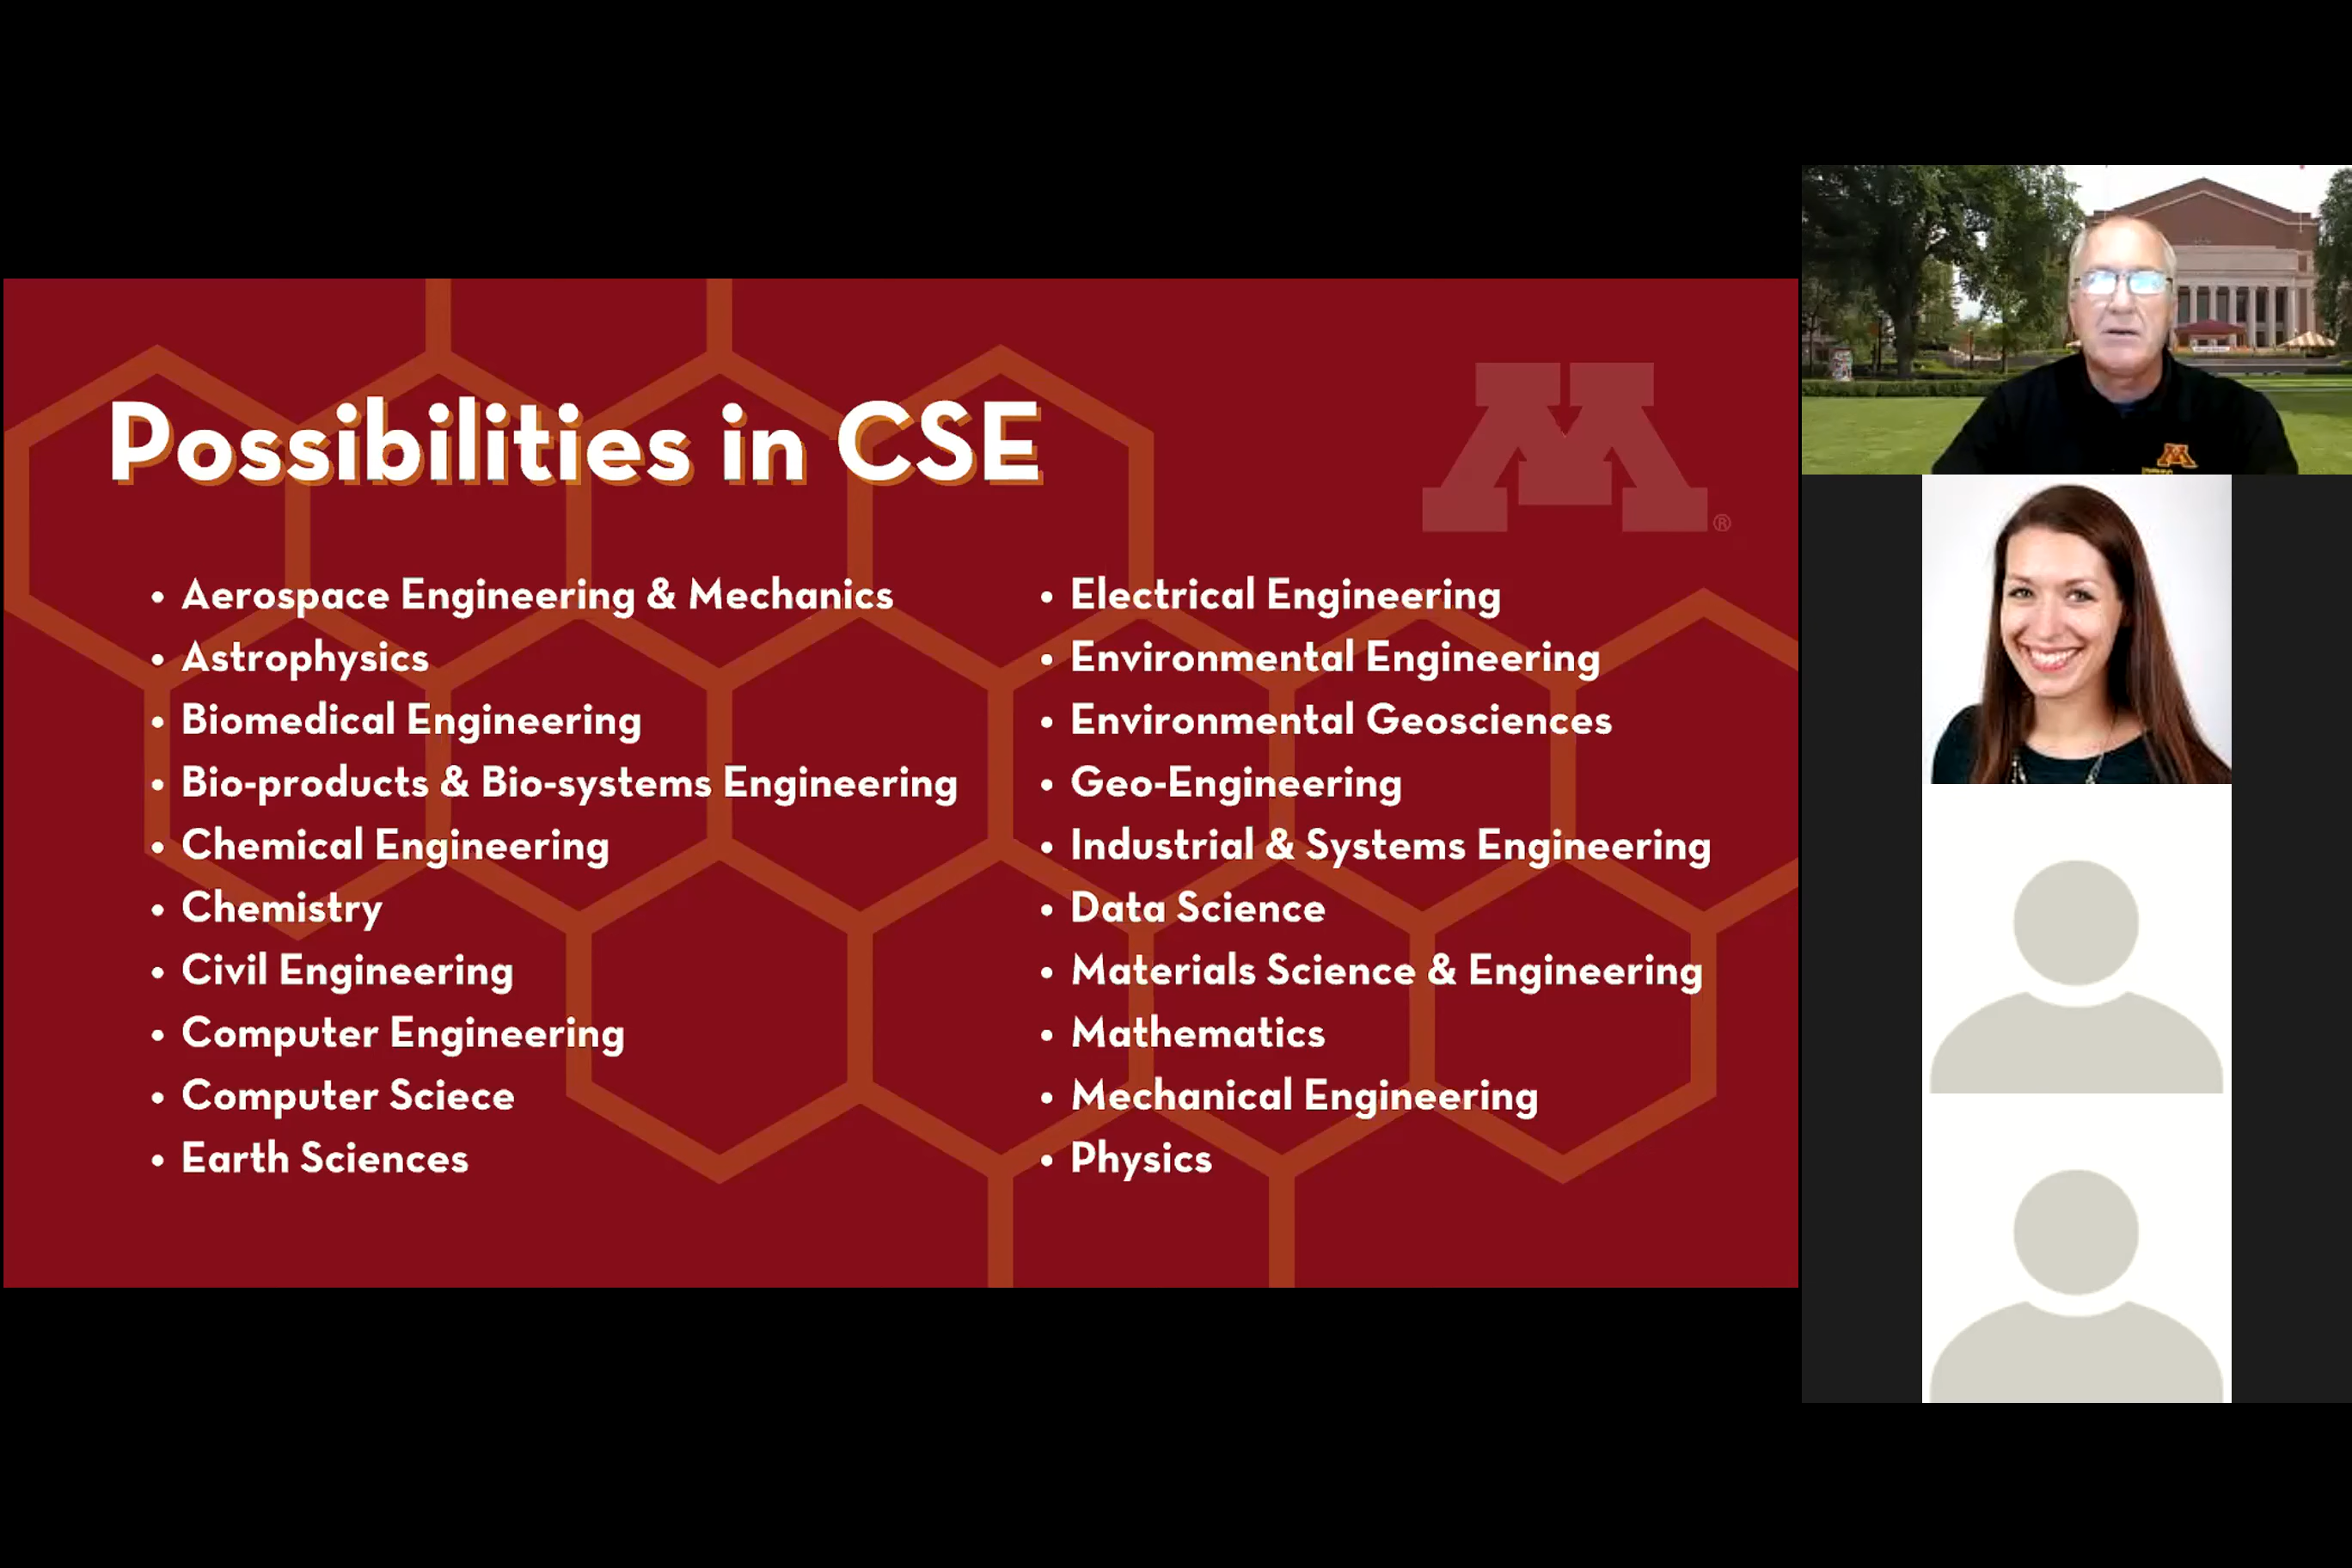 Possibilities in CSE
M ®
• Aerospace Engineering & Mechanics
• Astrophysics
• Biomedical Engineering
• Bio-products & Bio-systems Engineering
• Chemical Engineering
• Chemistry
• Civil Engineering
• Computer Engineering
• Computer Sciece
• Earth Sciences
• Electrical Engineering
• Environmental Engineering
• Environmental Geosciences
• Geo-Engineering
• Industrial & Systems Engineering
• Data Science
• Materials Science & Engineering
• Mathematics
• Mechanical Engineering
• Physics
M